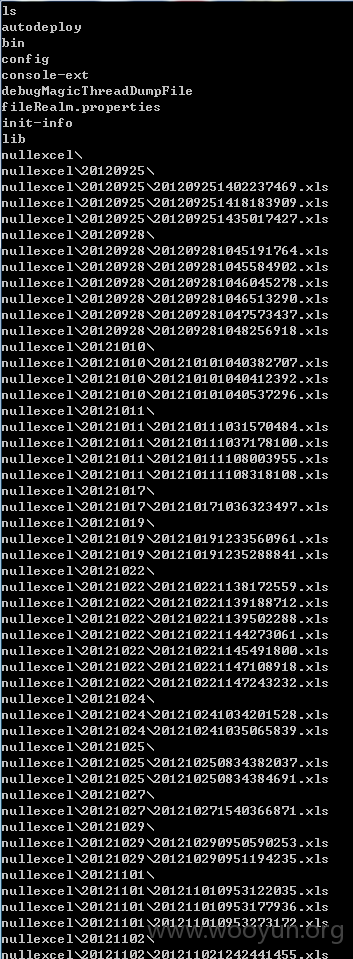 ls
autodeploy
bin
config
console-ext
debugMagicThreadDumpFile
fileRealm.properties
init-info
lib
nullexcel\
nullexcel\20120925\
nullexcel\20120925\201209251402237469.xls
nullexcel\20120925\201209251418183909.xls
nullexcel\20120925\201209251435017427.xls
nullexcel\20120928\
nullexcel\20120928\201209281045191764.xls
nullexcel\20120928\201209281045584902.xls
nullexcel\20120928\201209281046045278.xls
nullexcel\20120928\201209281046513290.xls
nullexcel\20120928\201209281047573437.xls
nullexcel\20120928\201209281048256918.xls
nullexcel\20121010\
nullexcel\20121010\201210101040382707.xls
nullexcel\20121010\201210101040412392.xls
nullexcel\20121010\201210101040537296.xls
nullexcel\20121011\
nullexcel\20121011\201210111031570484.xls
nullexcel\20121011\201210111037178100.xls
nullexcel\20121011\201210111108003955.xls
nullexcel\20121011\201210111108318108.xls
nullexcel\20121017\
nullexcel\20121017\201210171036323497.xls
nullexcel\20121019\
nullexcel\20121019\201210191233560961.xls
nullexcel\20121019\201210191235288841.xls
nullexcel\20121022\
nullexcel\20121022\201210221138172559.xls
nullexcel\20121022\201210221139188712.xls
nullexcel\20121022\201210221139502288.xls
nullexcel\20121022\201210221144273061.xls
nullexcel\20121022\201210221145491800.xls
nullexcel\20121022\201210221147108918.xls
nullexcel\20121022\201210221147243232.xls
nullexcel\20121024\
nullexcel\20121024\201210241034201528.xls
nullexcel\20121024\201210241035065839.xls
nullexcel\20121025\
nullexcel\20121025\201210250834382037.xls
nullexcel\20121025\201210250834384691.xls
nullexcel\20121027\
nullexcel\20121027\201210271540366871.xls
nullexcel\20121029\
nullexcel\20121029\201210290950590253.xls
nullexcel\20121029\201210290951194235.xls
nullexcel\20121101\
nullexcel\20121101\201211010953122035.xls
nullexcel\20121101\201211010953177936.xls
nullexcel\20121101\201211010953273172.xls
nullexcel\20121102\
nullexcel\20121102\201211021242441455.xls
www.wooyun.org